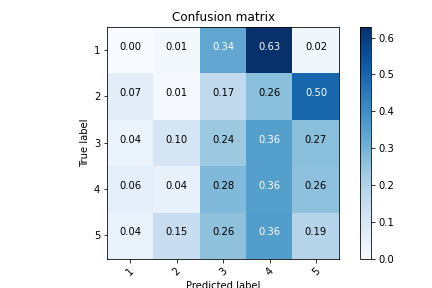 Confusion matrix
1 0.00 0.01 0.34 0.63 0.02
2 0.07 0.01 0.17 0.26 0.50
3 0.04 0.10 0.24 0.36 0.27
4 0.06 0.04 0.28 0.36 0.26
5 0.04 0.15 0.26 0.36 0.19
True label
1 2 3 4 5
Predicted label
0.6
0.5
0.4
0.3
0.2
0.1
0.0